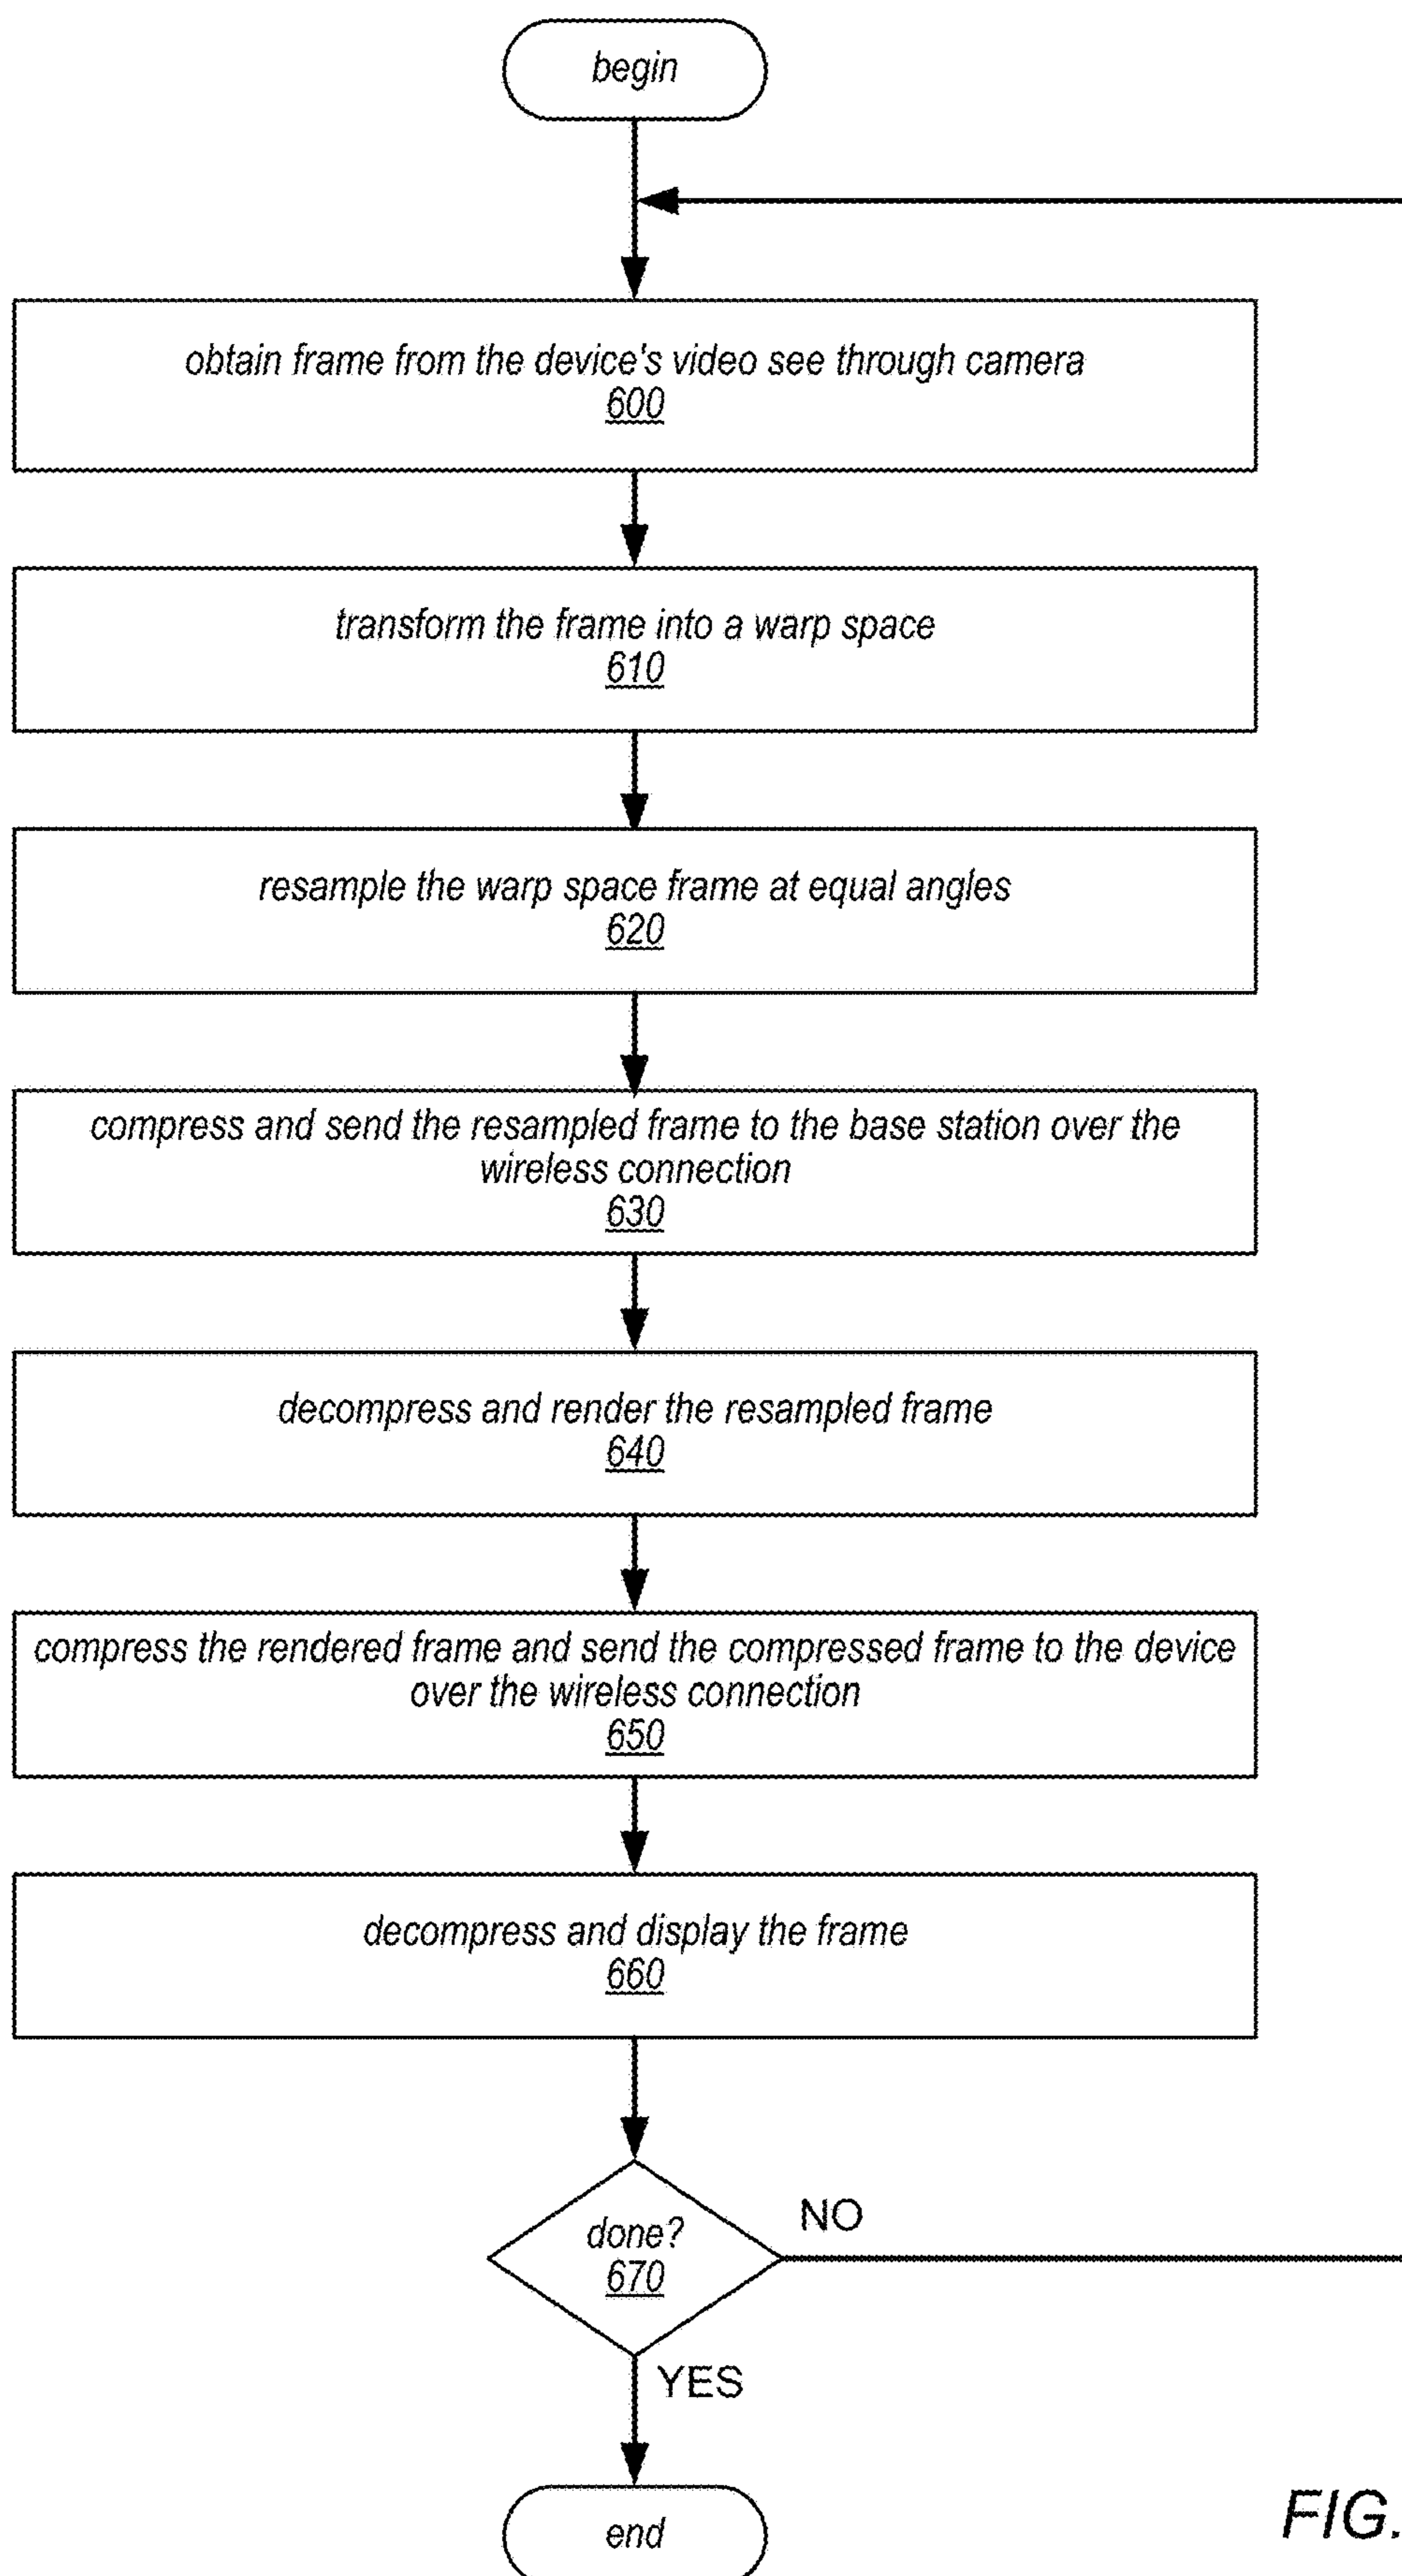 begin
obtain frame from the device's video see through camera
600
transform the frame into a warp space
610
resample the warp space frame at equal angles
620
compress and send the resampled frame to the base station over the
wireless connection
630
decompress and render the resampled frame
640
compress the rendered frame and send the compressed frame to the device
over the wireless connection
650
decompress and display the frame
660
done?
670
NO
YES
end
FIG.